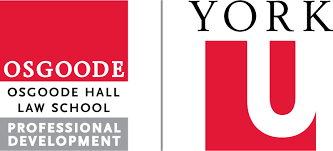 OSGOODE
OSGOODE HALL
LAW SCHOOL
PROFESSIONAL
DEVELOPMENT
YORK
U